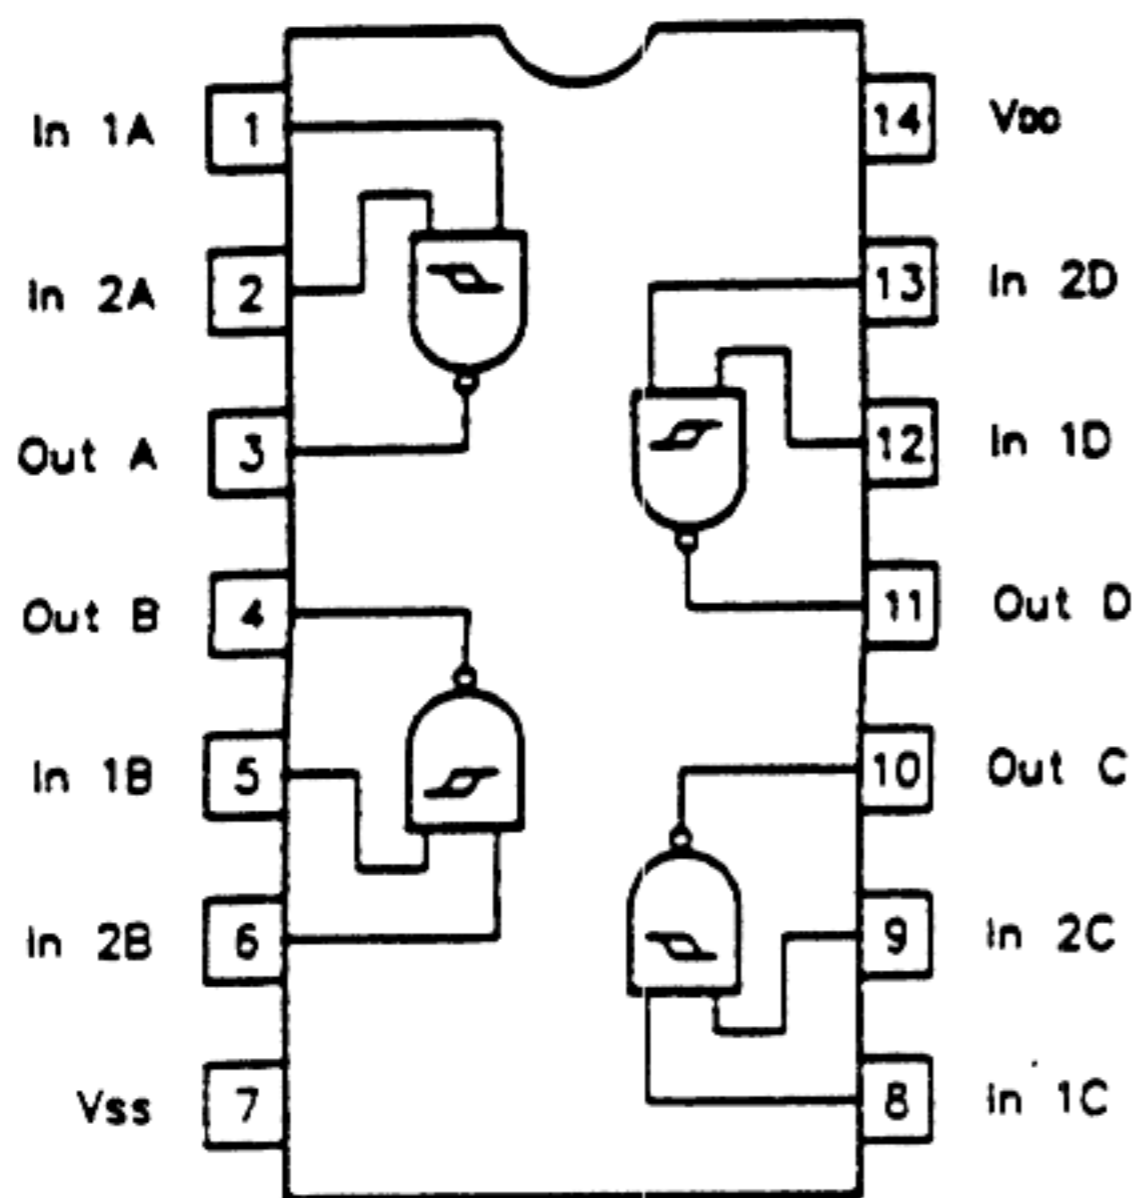 In 1A 1
In 2A 2
Out A 3
Out B 4
In 1B 5
In 2B 6
Vss 7
14 VDD
13 In 2D
12 In 1D
11 Out D
10 Out C
9 In 2C
8 In 1C